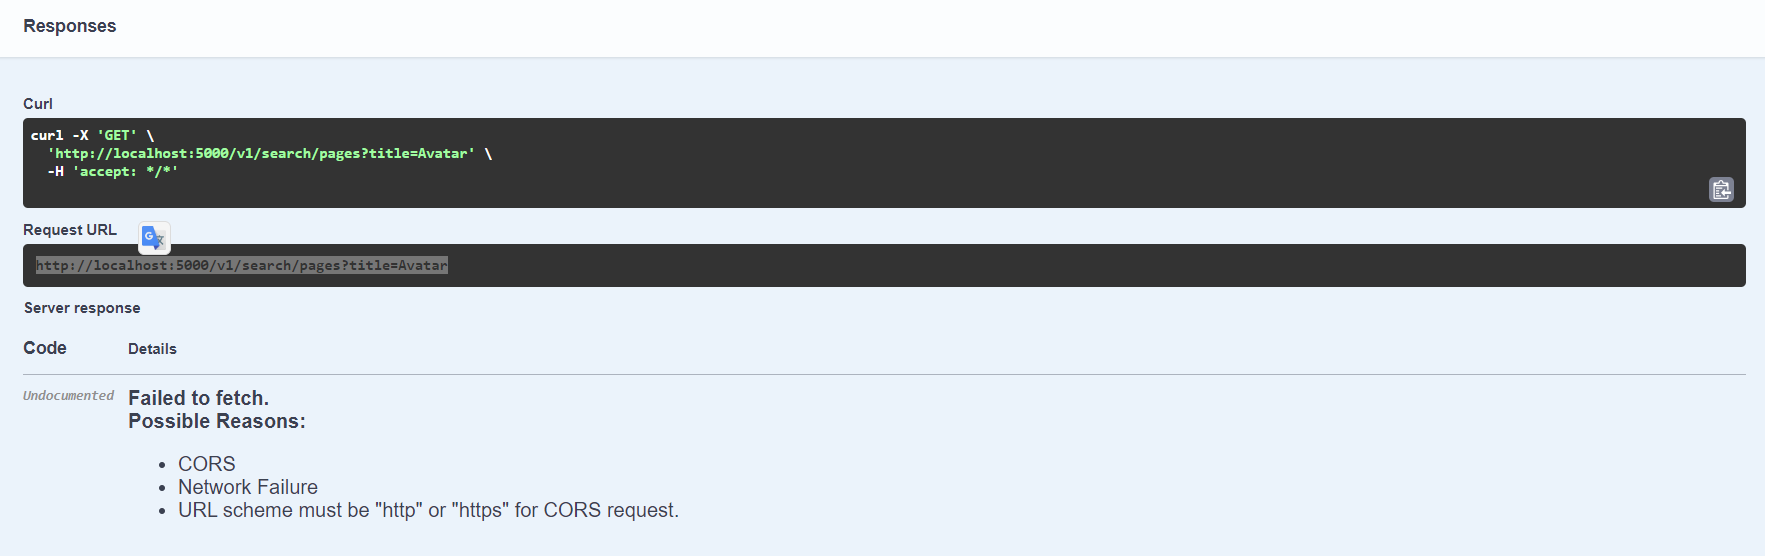 Responses
Curl
curl -X 'GET' \
'http://localhost:5000/v1/search/pages?title=Avatar' \
-H 'accept: */*'
Request URL
http://localhost:5000/v1/search/pages?title=Avatar
Server response
Code Details
Undocumented Failed to fetch.
Possible Reasons:
• CORS
• Network Failure
• URL scheme must be "http" or "https" for CORS request.